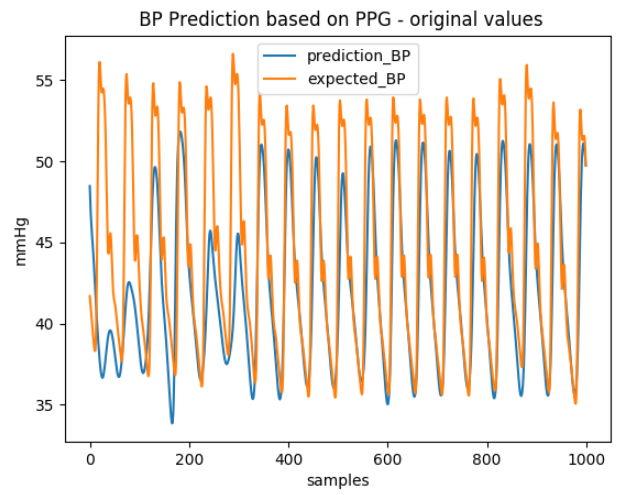 BP Prediction based on PPG - original values
prediction_BP
expected_BP
55
50
45
40
35
mmHg
0 200 400 600 800 1000
samples